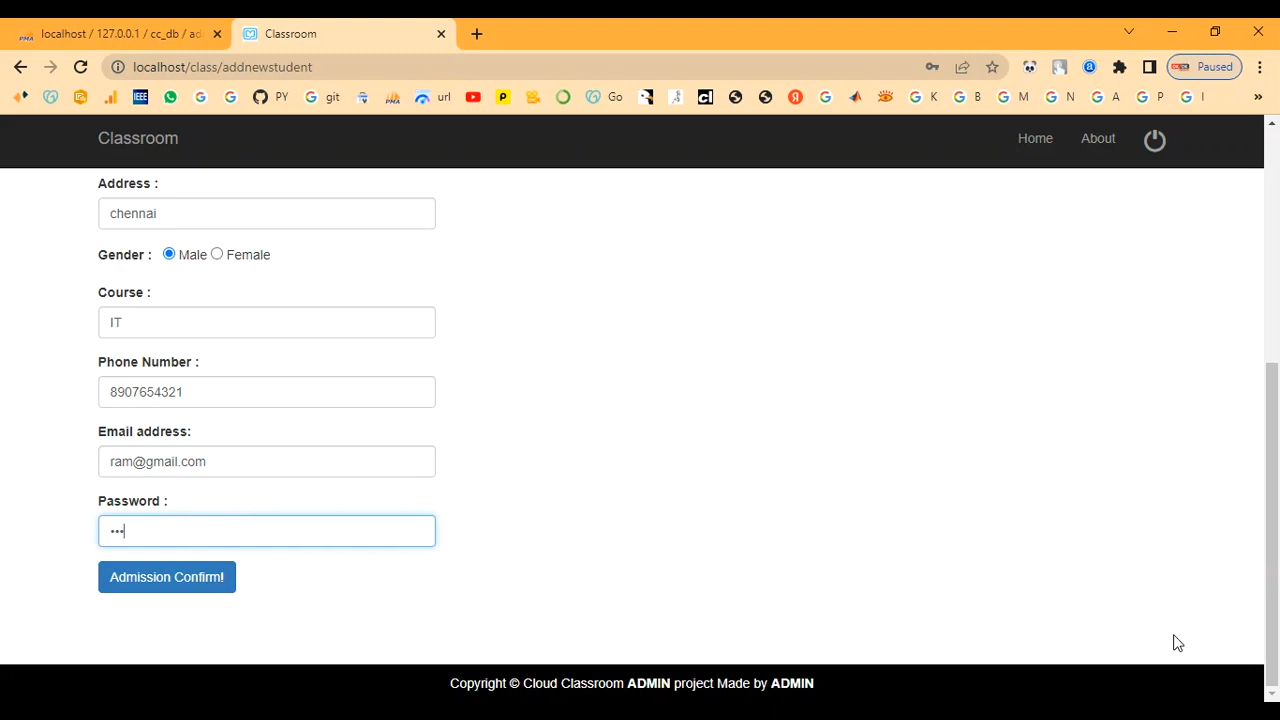 localhost / 127.0.0.1 / cc_db / ad
Classroom
localhost/class/addnewstudent
Paused
IEEE
PY
git
url
Go
K
B
M
N
A
P
I
»
Classroom
Home
About
Address :
chennai
Gender : Male Female
Course :
IT
Phone Number :
8907654321
Email address:
ram@gmail.com
Password :
•••
Admission Confirm!
Copyright © Cloud Classroom ADMIN project Made by ADMIN